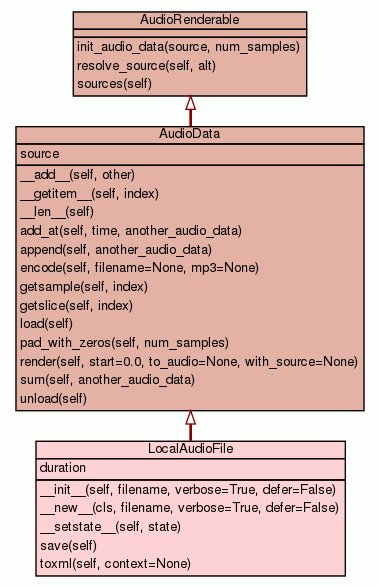 AudioRenderable
init_audio_data(source, num_samples)
resolve_source(self, alt)
sources(self)
AudioData
source
__add__(self, other)
__getitem__(self, index)
__len__(self)
add_at(self, time, another_audio_data)
append(self, another_audio_data)
encode(self, filename=None, mp3=None)
getsample(self, index)
getslice(self, index)
load(self)
pad_with_zeros(self, num_samples)
render(self, start=0.0, to_audio=None, with_source=None)
sum(self, another_audio_data)
unload(self)
LocalAudioFile
duration
__init__(self, filename, verbose=True, defer=False)
__new__(cls, filename, verbose=True, defer=False)
__setstate__(self, state)
save(self)
toxml(self, context=None)